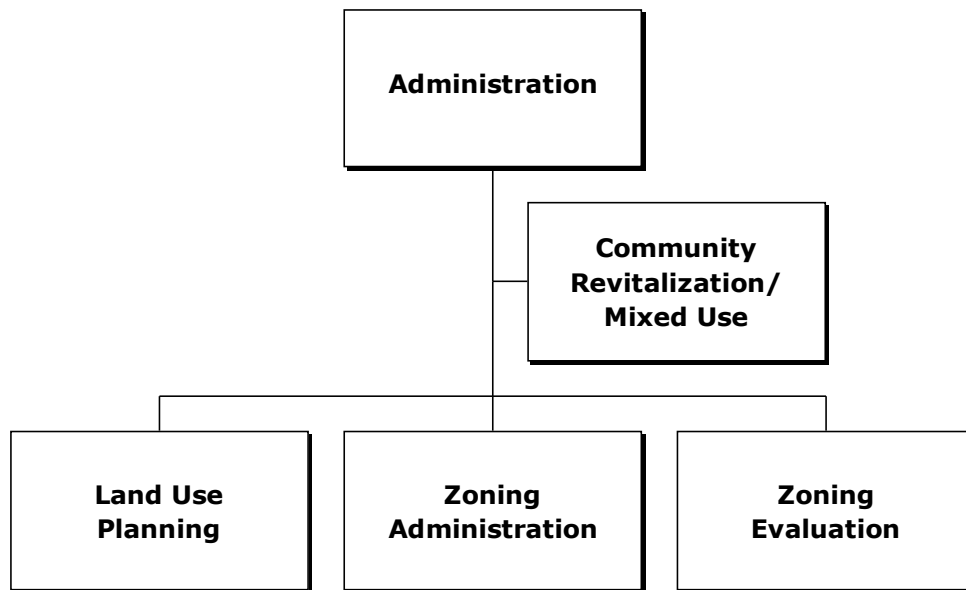 Administration
Community
Revitalization/
Mixed Use
Land Use
Planning
Zoning
Administration
Zoning
Evaluation